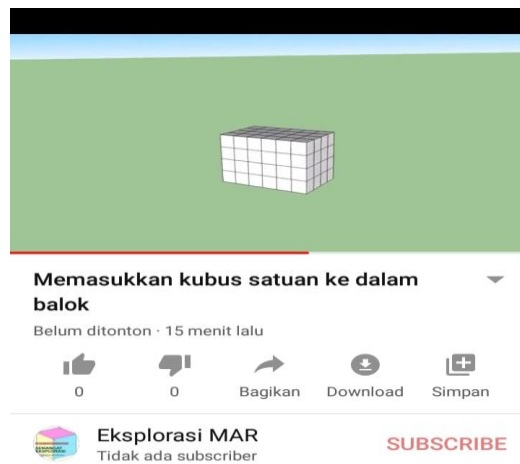 Memasukkan kubus satuan ke dalam
balok
Belum ditonton · 15 menit lalu
0 0 Bagikan Download Simpan
Eksplorasi MAR
Tidak ada subscriber
SUBSCRIBE